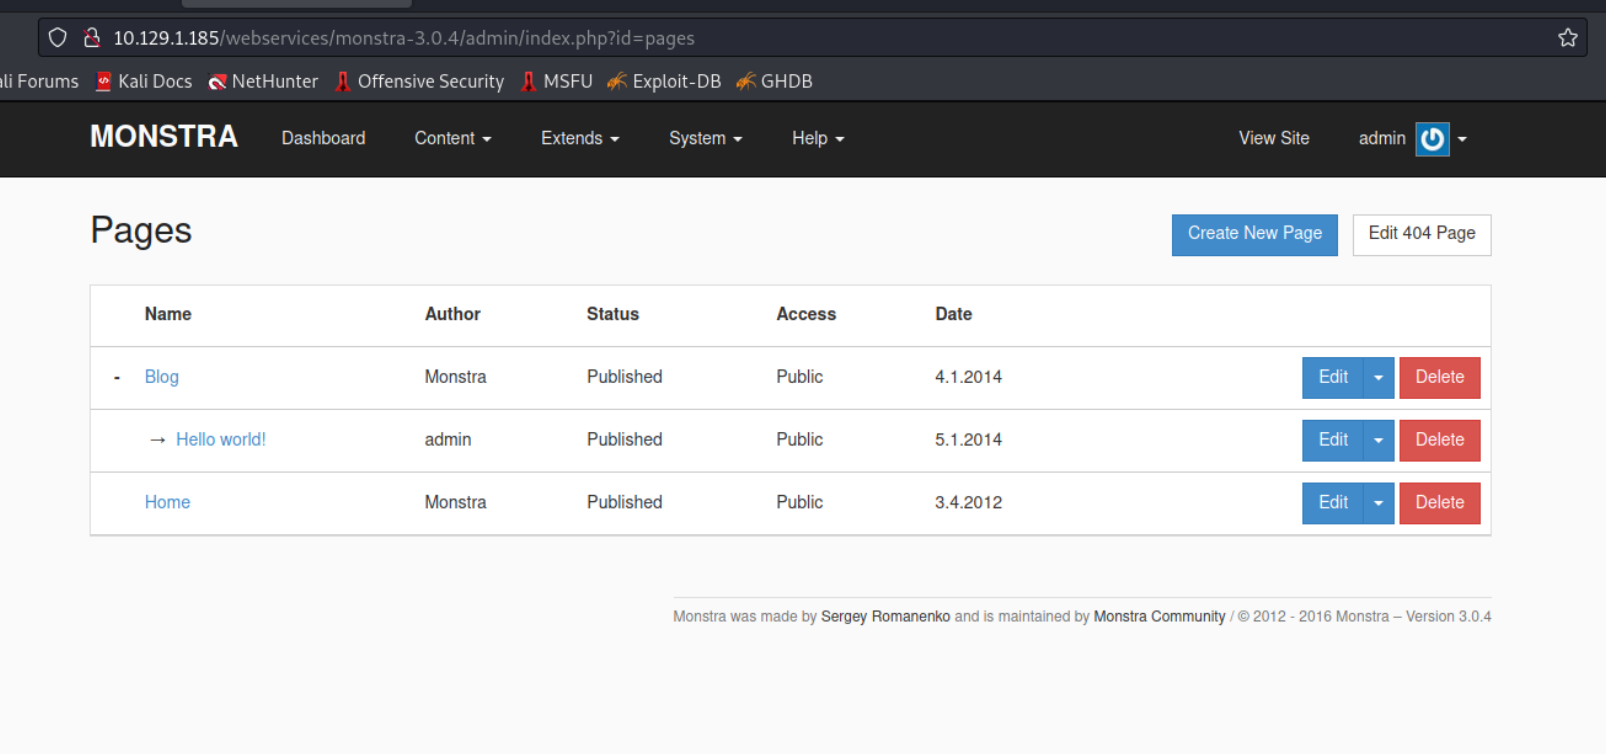 10.129.1.185/webservices/monstra-3.0.4/admin/index.php?id=pages
ali Forums Kali Docs NetHunter Offensive Security MSFU Exploit-DB GHDB
MONSTRA Dashboard Content Extends System Help View Site admin
Pages Create New Page Edit 404 Page
Name Author Status Access Date
- Blog Monstra Published Public 4.1.2014 Edit Delete
→ Hello world! admin Published Public 5.1.2014 Edit Delete
Home Monstra Published Public 3.4.2012 Edit Delete
Monstra was made by Sergey Romanenko and is maintained by Monstra Community / © 2012 - 2016 Monstra – Version 3.0.4